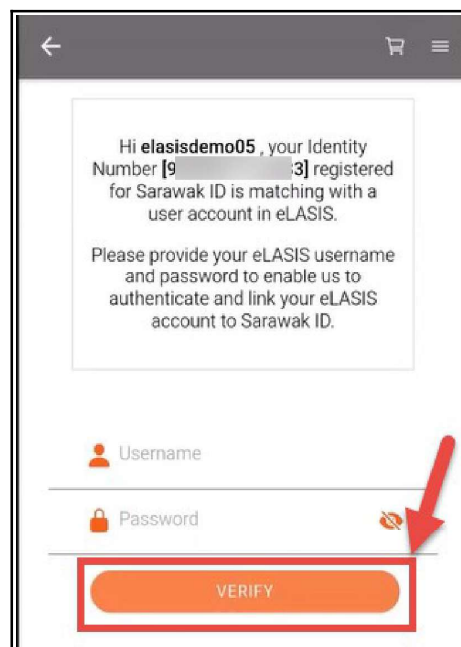 Hi elasisdemo05 , your Identity
Number [9 3] registered
for Sarawak ID is matching with a
user account in eLASIS.
Please provide your eLASIS username
and password to enable us to
authenticate and link your eLASIS
account to Sarawak ID.
Username
Password
VERIFY